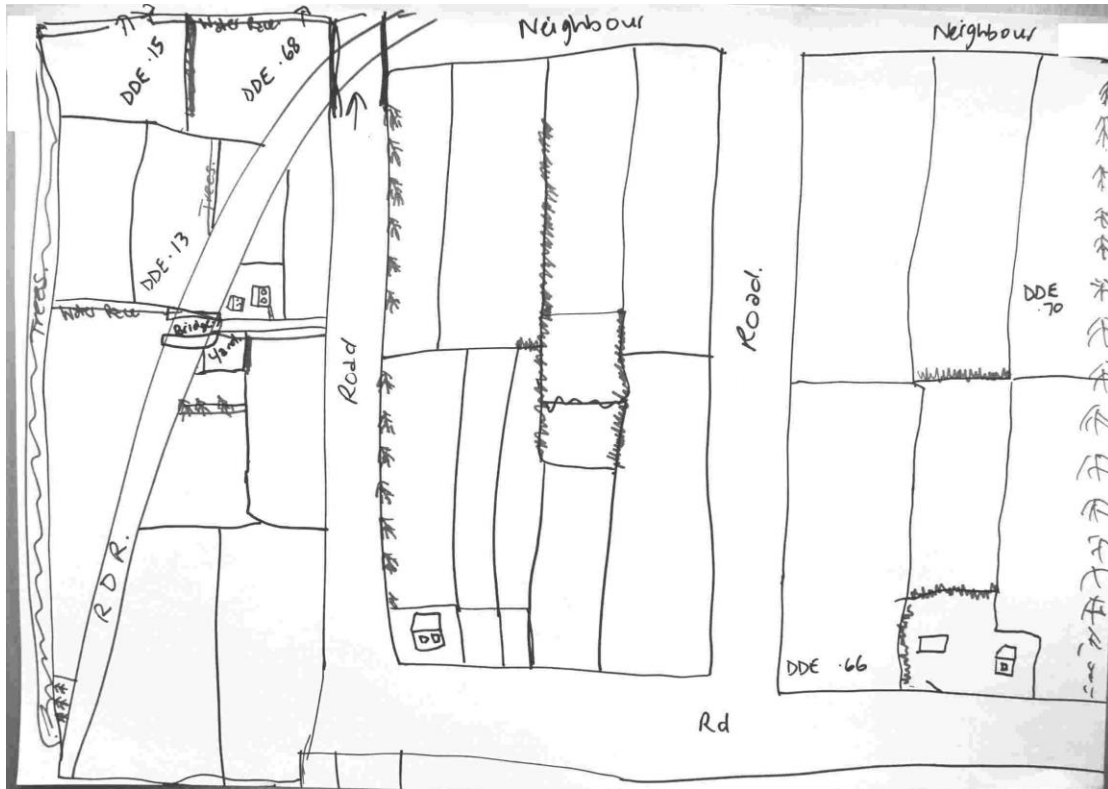 Neighbour
Neighbour
Water Race
DDE .15
DDE .68
Trees.
DDE .13
Trees.
Water Race
Bridge
Yard
Road
Road.
DDE
.70
R D R.
DDE .66
Rd